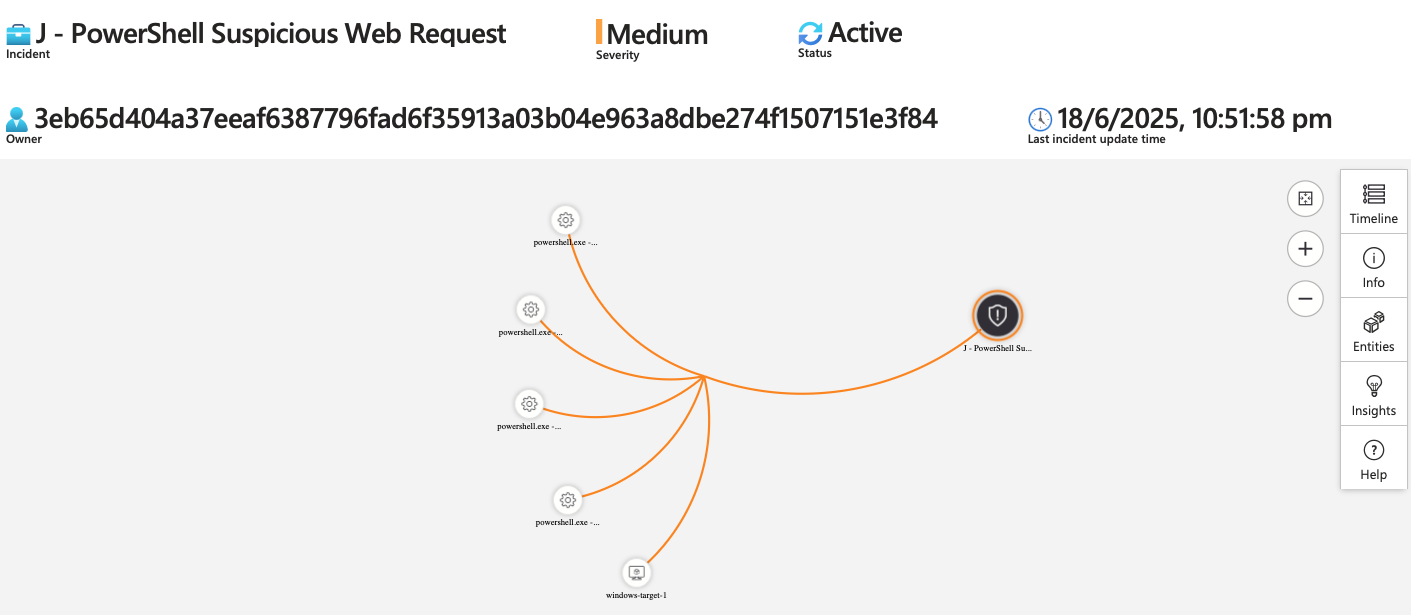 J - PowerShell Suspicious Web Request
Incident
Medium
Severity
Active
Status
3eb65d404a37eeaf6387796fad6f35913a03b04e963a8dbe274f1507151e3f84
Owner
18/6/2025, 10:51:58 pm
Last incident update time
powershell.exe -...
powershell.exe -...
powershell.exe -...
powershell.exe -...
windows-target-1
J - PowerShell Su...
Timeline
Info
Entities
Insights
Help